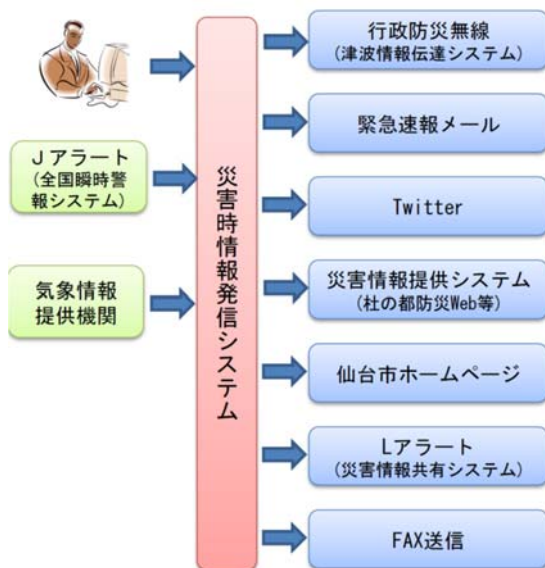 Jアラート
(全国瞬時警
報システム)
気象情報
提供機関
災害時情報発信システム
行政防災無線
(津波情報伝達システム)
緊急速報メール
Twitter
災害情報提供システム
(杜の都防災Web等)
仙台市ホームページ
Lアラート
(災害情報共有システム)
FAX送信